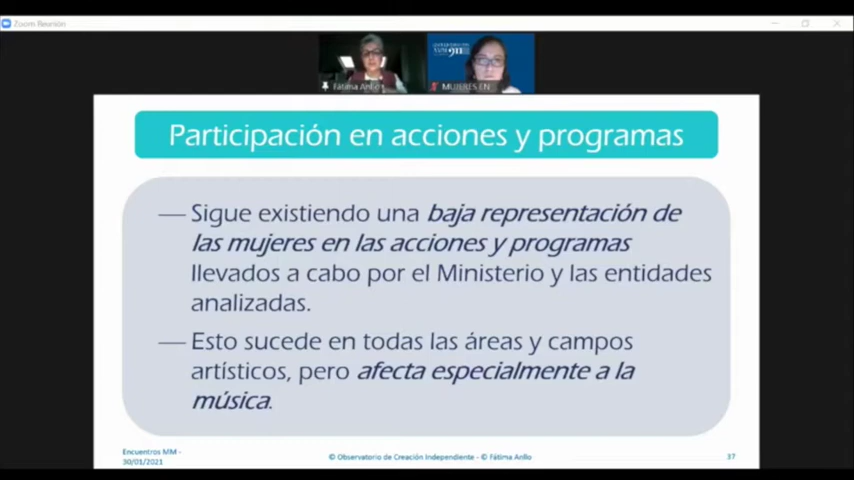 Zoom Reunión
Fátima Anllo
MUJERES EN
Participación en acciones y programas
— Sigue existiendo una baja representación de
las mujeres en las acciones y programas
llevados a cabo por el Ministerio y las entidades
analizadas.
— Esto sucede en todas las áreas y campos
artísticos, pero afecta especialmente a la
música.
Encuentros MM -
30/01/2021
© Observatorio de Creación Independiente - © Fátima Anllo
37